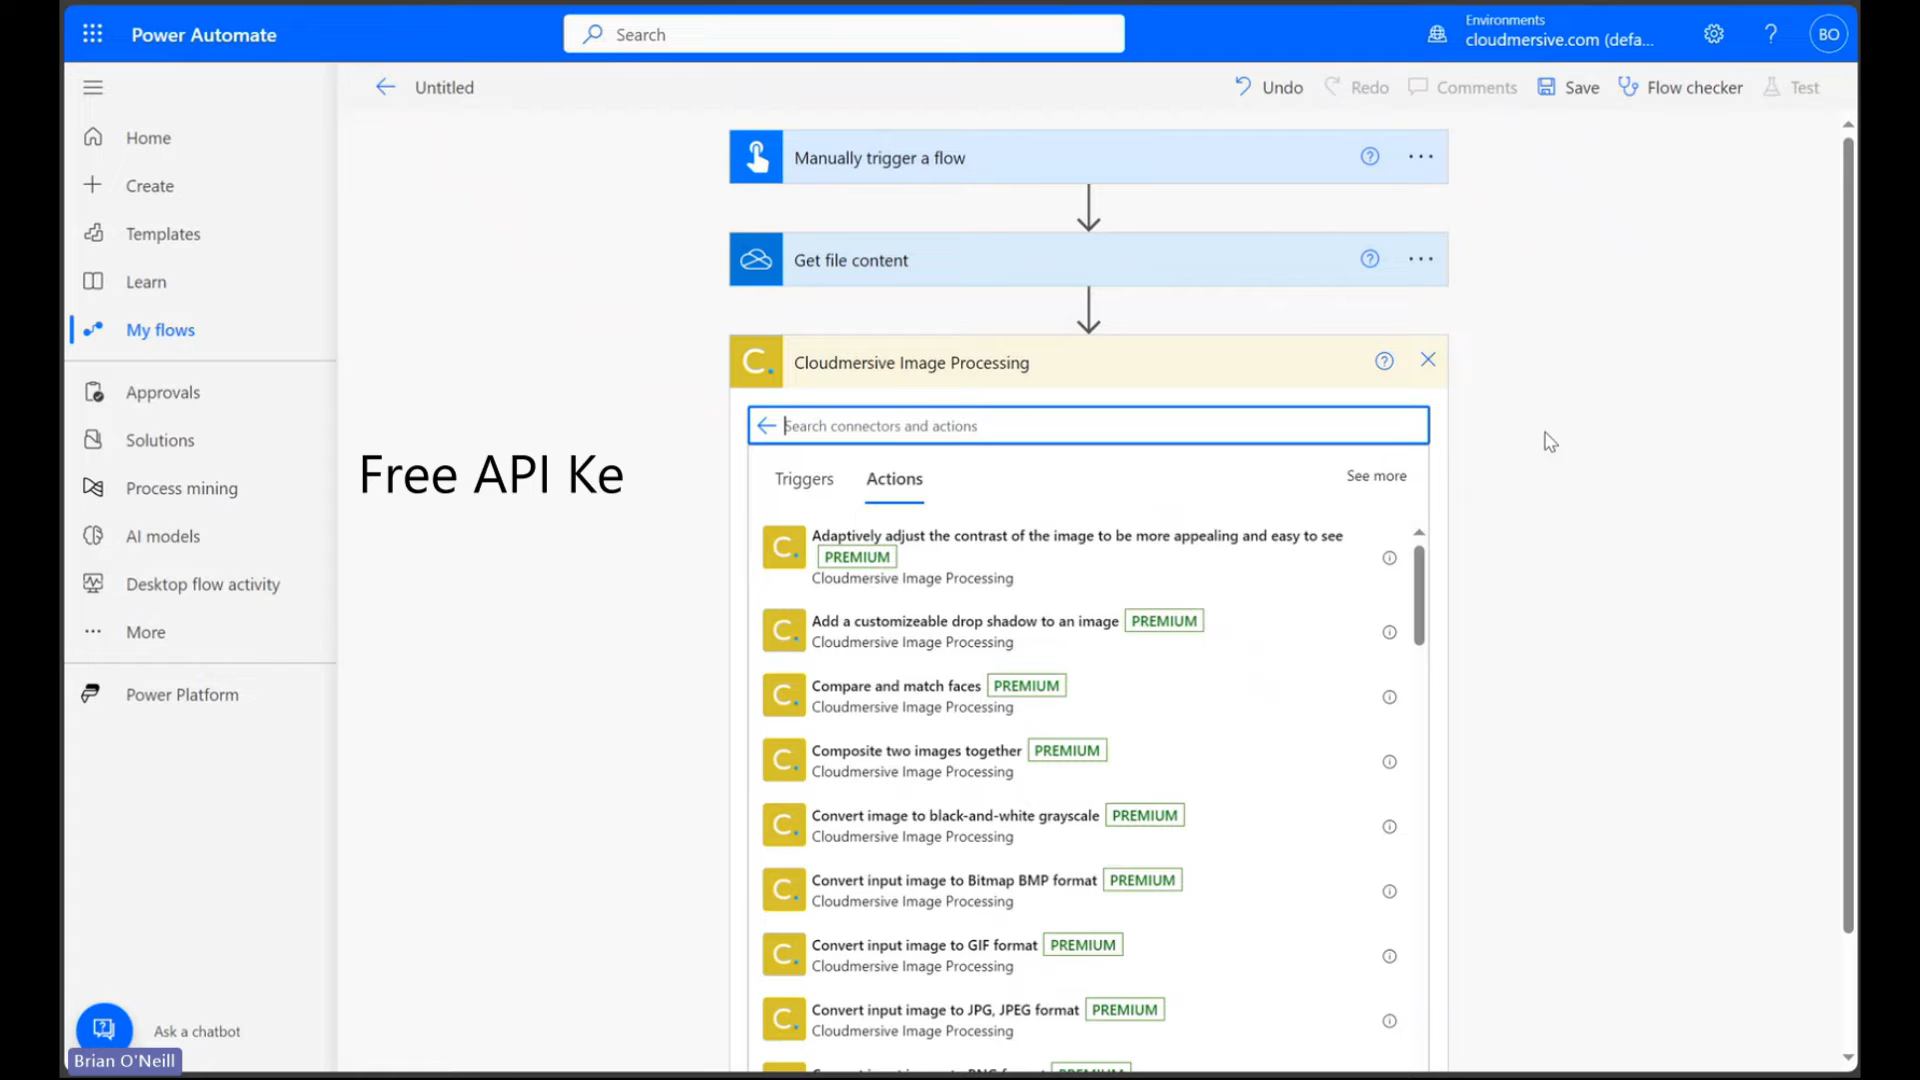 Power Automate
Search
Environments
cloudmersive.com (defa...
BO
Untitled
Undo
Redo
Comments
Save
Flow checker
Test
Home
Create
Templates
Learn
My flows
Approvals
Solutions
Process mining
AI models
Desktop flow activity
More
Power Platform
Ask a chatbot
Brian O'Neill
Free API Ke
Manually trigger a flow
Get file content
C. Cloudmersive Image Processing
Search connectors and actions
Triggers
Actions
See more
Adaptively adjust the contrast of the image to be more appealing and easy to see
PREMIUM
Cloudmersive Image Processing
Add a customizeable drop shadow to an image PREMIUM
Cloudmersive Image Processing
Compare and match faces PREMIUM
Cloudmersive Image Processing
Composite two images together PREMIUM
Cloudmersive Image Processing
Convert image to black-and-white grayscale PREMIUM
Cloudmersive Image Processing
Convert input image to Bitmap BMP format PREMIUM
Cloudmersive Image Processing
Convert input image to GIF format PREMIUM
Cloudmersive Image Processing
Convert input image to JPG, JPEG format PREMIUM
Cloudmersive Image Processing